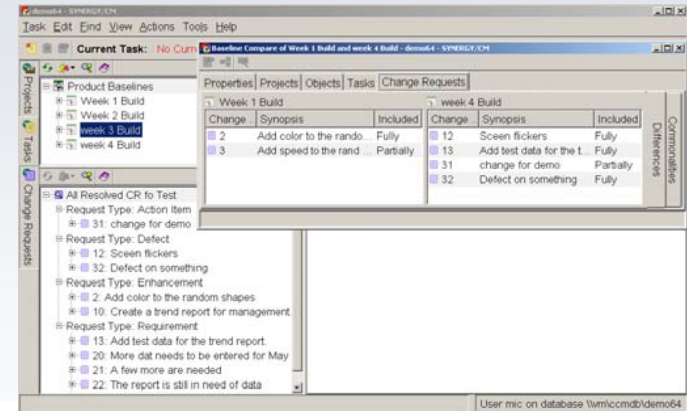 demo64 - SYNERGY/CM
Task Edit Find View Actions Tools Help
Current Task: No Curr
Projects
Tasks
Change Requests
Product Baselines
Week 1 Build
Week 2 Build
week 3 Build
week 4 Build
All Resolved CR fo Test
Request Type: Action Item
31: change for demo
Request Type: Defect
12: Sceen flickers
32: Defect on something
Request Type: Enhancement
2: Add color to the random shapes
10: Create a trend report for management.
Request Type: Requirement
13: Add test data for the trend report.
20: More dat needs to be entered for May
21: A few more are needed
22: The report is still in need of data
Baseline Compare of Week 1 Build and week 4 Build - demo64 - SYNERGY/CM
Properties Projects Objects Tasks Change Requests
Week 1 Build
Change ... Synopsis Included
2 Add color to the rando... Fully
3 Add speed to the rand ... Partially
week 4 Build
Change ... Synopsis Included
12 Sceen flickers Fully
13 Add test data for the t... Fully
31 change for demo Partially
32 Defect on something Fully
Commonalities
Differences
User mic on database \\wm\ccmdb\demo64